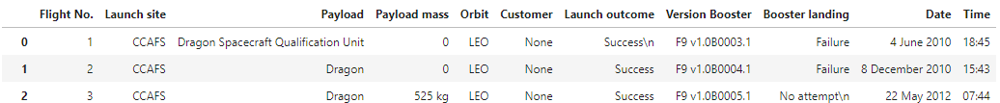 Flight No. Launch site Payload Payload mass Orbit Customer Launch outcome Version Booster Booster landing Date Time
0 1 CCAFS Dragon Spacecraft Qualification Unit 0 LEO None Success\n F9 v1.0B0003.1 Failure 4 June 2010 18:45
1 2 CCAFS Dragon 0 LEO None Success F9 v1.0B0004.1 Failure 8 December 2010 15:43
2 3 CCAFS Dragon 525 kg LEO None Success F9 v1.0B0005.1 No attempt\n 22 May 2012 07:44